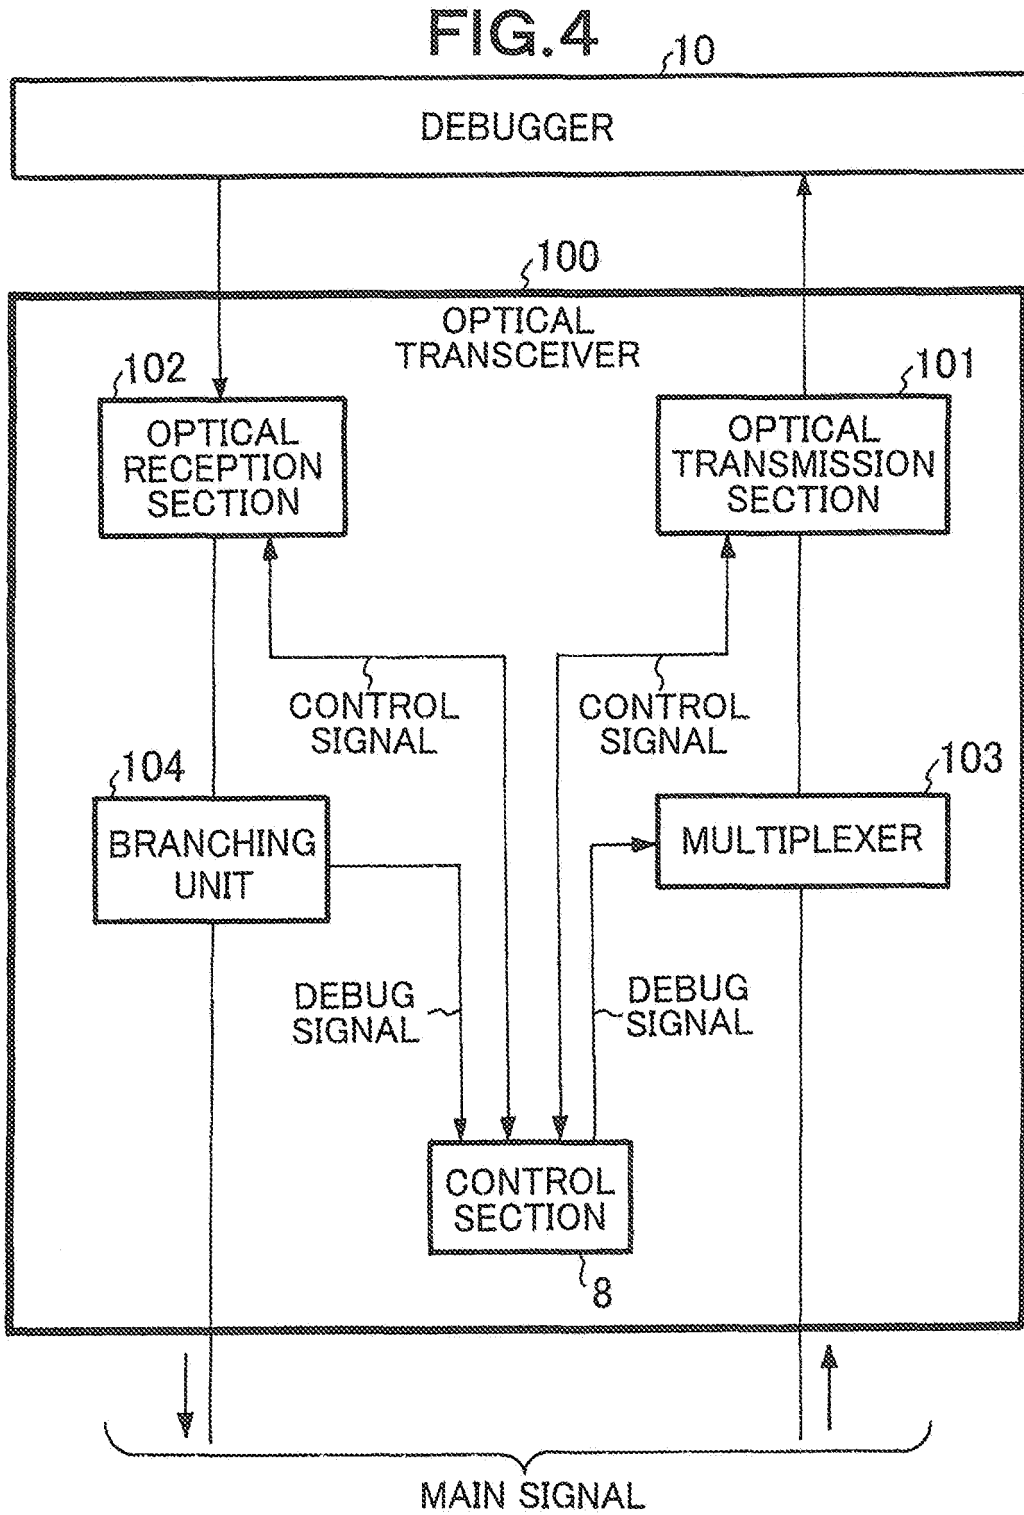 FIG.4
10
DEBUGGER
100
OPTICAL
TRANSCEIVER
102
OPTICAL
RECEPTION
SECTION
101
OPTICAL
TRANSMISSION
SECTION
CONTROL
SIGNAL
CONTROL
SIGNAL
104
BRANCHING
UNIT
103
MULTIPLEXER
DEBUG
SIGNAL
DEBUG
SIGNAL
CONTROL
SECTION
8
MAIN SIGNAL